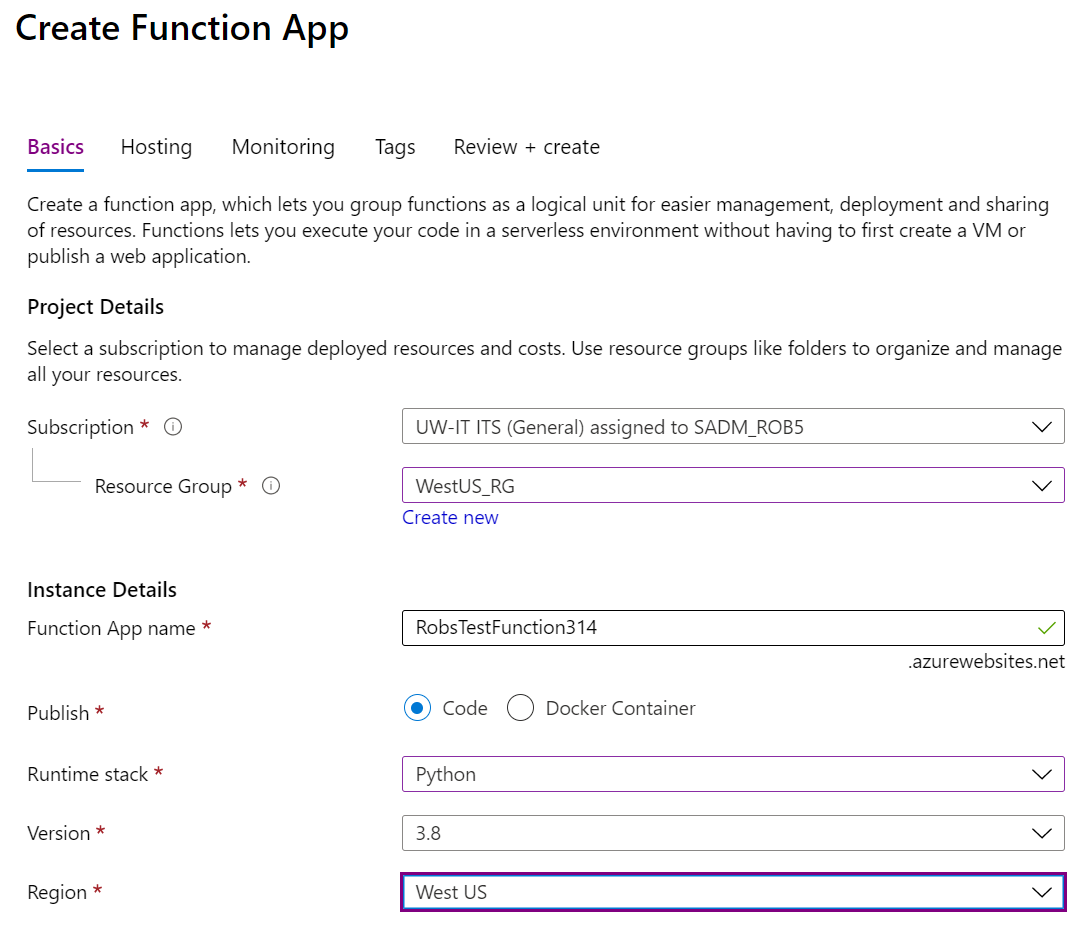 Create Function App
Basics Hosting Monitoring Tags Review + create
Create a function app, which lets you group functions as a logical unit for easier management, deployment and sharing
of resources. Functions lets you execute your code in a serverless environment without having to first create a VM or
publish a web application.
Project Details
Select a subscription to manage deployed resources and costs. Use resource groups like folders to organize and manage
all your resources.
Subscription * UW-IT ITS (General) assigned to SADM_ROB5
Resource Group * WestUS_RG
Create new
Instance Details
Function App name * RobsTestFunction314
.azurewebsites.net
Publish * Code Docker Container
Runtime stack * Python
Version * 3.8
Region * West US